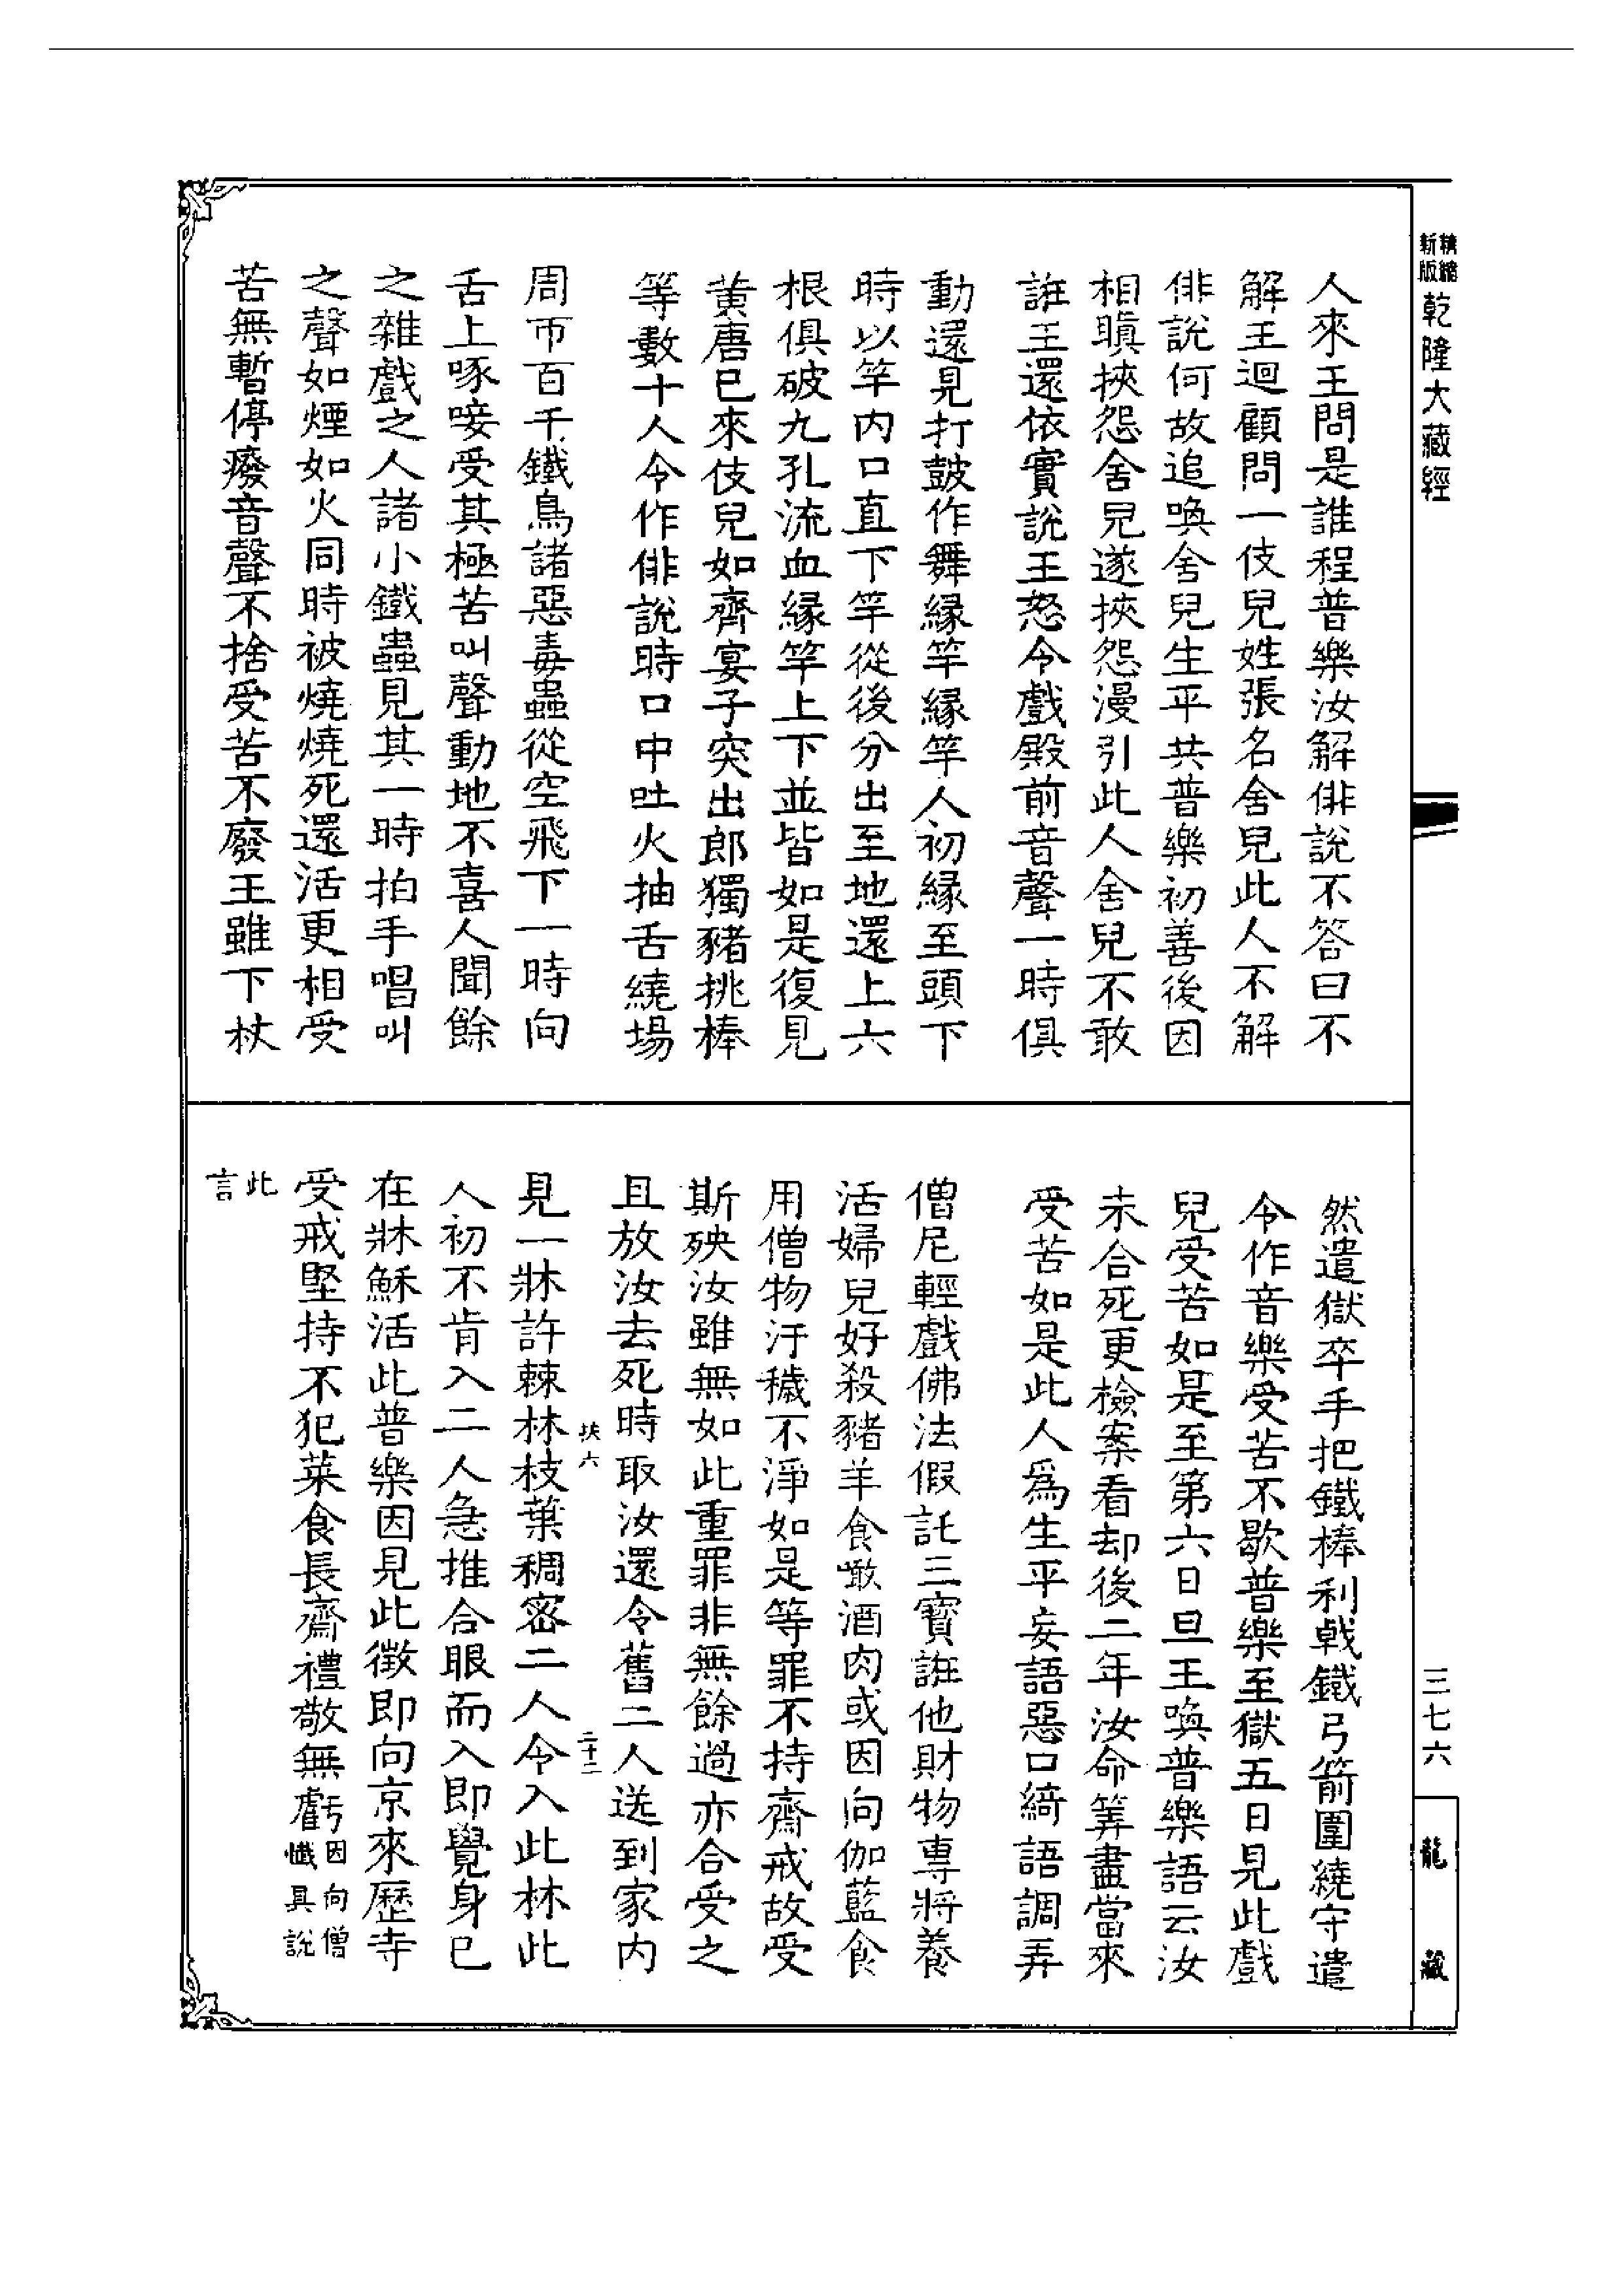 精縮
新版
乾隆大藏經
人來王問是誰程普樂汝解俳說不答曰不
解王迴顧問一伎兒姓張名舍兒此人不解
俳說何故追喚舍兒生平共普樂初善後因
相瞋挾怨舍兒遂挾怨漫引此人舍兒不敢
誑王還依實說王怒令戲殿前音聲一時俱
動還見打鼓作舞緣竿緣竿人初緣至頭下
時以竿內口直下竿從後分出至地還上六
根俱破九孔流血緣竿上下並皆如是復見
黃唐已來伎兒如齊宴子突出郎獨豬挑棒
等數十人令作俳說時口中吐火抽舌繞場
周帀百千鐵鳥諸惡毒蟲從空飛下一時向
舌上啄唼受其極苦叫聲動地不喜人聞餘
之雜戲之人諸小鐵蟲見其一時拍手唱叫
之聲如煙如火同時被燒燒死還活更相受
苦無暫停癈音聲不捨受苦不廢王雖下杖
然遣獄卒手把鐵棒利戟鐵弓箭圍繞守遣
令作音樂受苦不歇普樂至獄五日見此戲
兒受苦如是至第六日旦王喚普樂語云汝
未合死更檢案看却後二年汝命筭盡當來
受苦如是此人為生平妄語惡口綺語調弄
僧尼輕戲佛法假託三寶誑他財物專將養
活婦兒好殺豬羊食噉酒肉或因向伽藍食
用僧物汙穢不淨如是等罪不持齋戒故受
斯殃汝雖無如此重罪非無餘過亦合受之
且放汝去死時取汝還令舊二人送到家內
扶六
二十二
見一牀許棘林枝葉稠密二人令入此林此
人初不肯入二人急推合眼而入即覺身已
在牀穌活此普樂因見此徵即向京來歷寺
受戒堅持不犯菜食長齋禮敬無虧因向僧
懺具說
此
言
三七六
龍藏